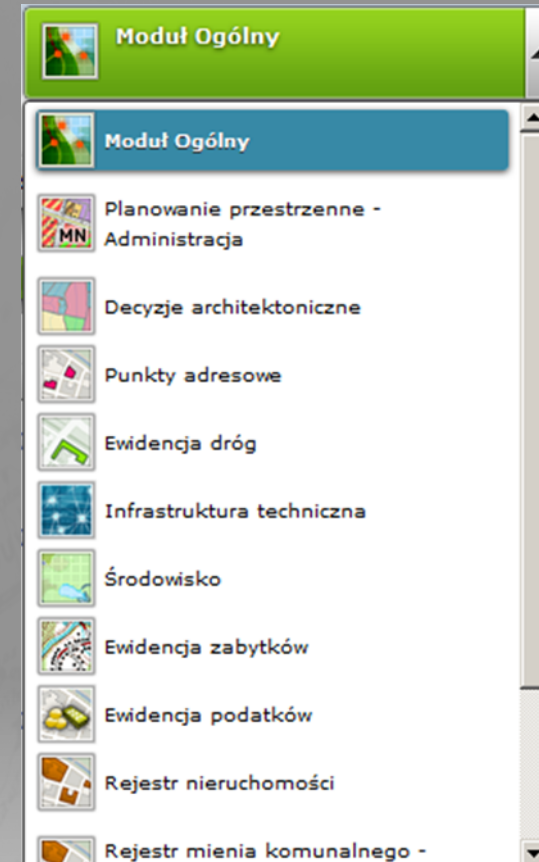 Moduł Ogólny
Moduł Ogólny
Planowanie przestrzenne -
Administracja
MN
Decyzje architektoniczne
Punkty adresowe
Ewidencja dróg
Infrastruktura techniczna
Środowisko
Ewidencja zabytków
Ewidencja podatków
Rejestr nieruchomości
Rejestr mienia komunalnego -